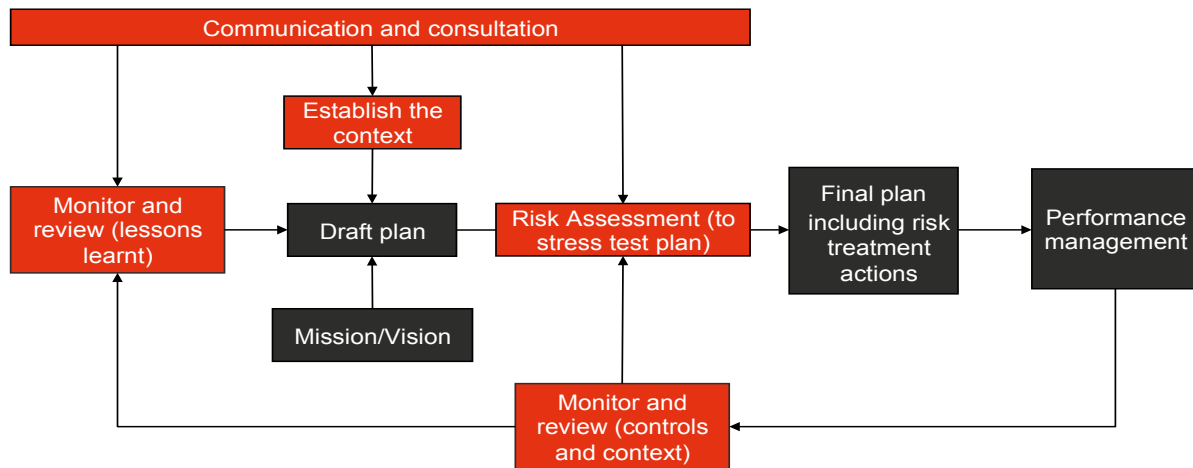 Communication and consultation
Establish the
context
Monitor and
review (lessons
learnt)
Draft plan
Risk Assessment (to
stress test plan)
Final plan
including risk
treatment
actions
Performance
management
Mission/Vision
Monitor and
review (controls
and context)